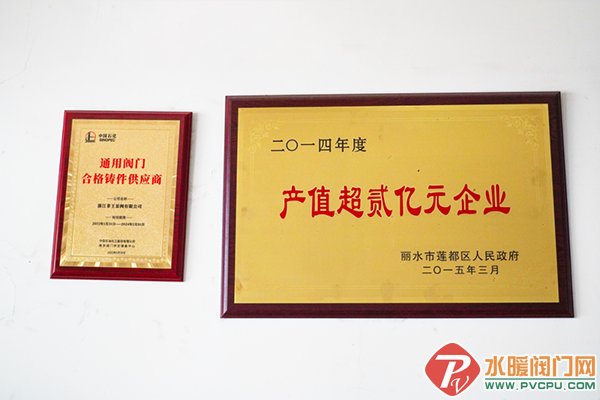 中国石化
SINOPEC
通用阀门
合格铸件供应商
二〇一四年度
产值超贰亿元企业
丽水市莲都区人民政府
二〇一五年三月
PV
水暖阀门网
WWW.PVCPU.COM